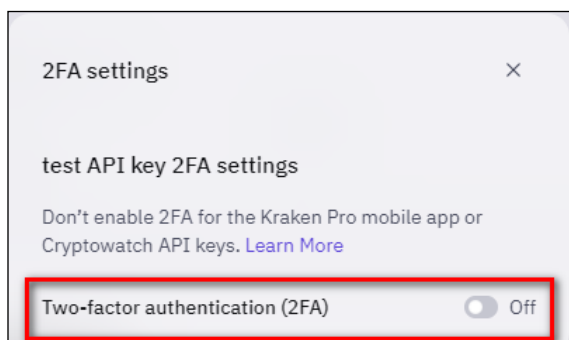 2FA settings
test API key 2FA settings
Don't enable 2FA for the Kraken Pro mobile app or
Cryptowatch API keys. Learn More
Two-factor authentication (2FA) Off